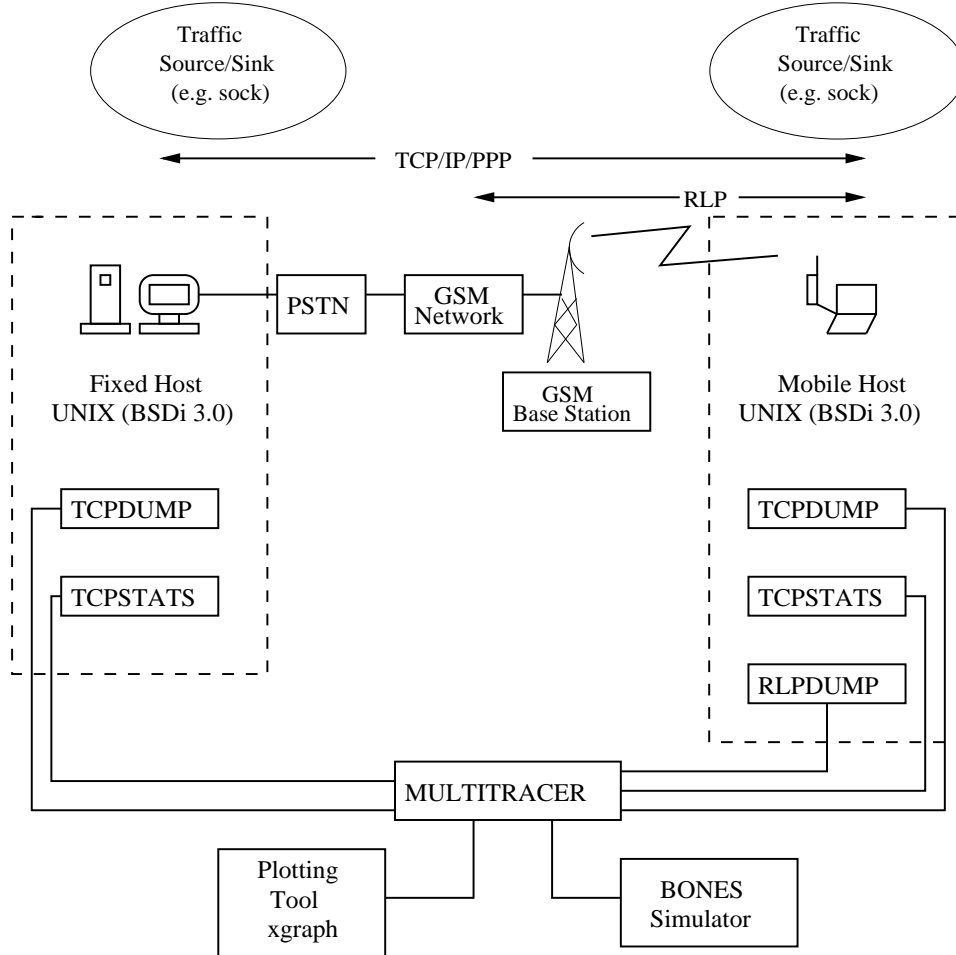 Traffic
Source/Sink
(e.g. sock)
Traffic
Source/Sink
(e.g. sock)
TCP/IP/PPP
RLP
PSTN
GSM
Network
GSM
Base Station
Fixed Host
UNIX (BSDi 3.0)
Mobile Host
UNIX (BSDi 3.0)
TCPDUMP
TCPDUMP
TCPSTATS
TCPSTATS
RLPDUMP
MULTITRACER
Plotting
Tool
xgraph
BONES
Simulator